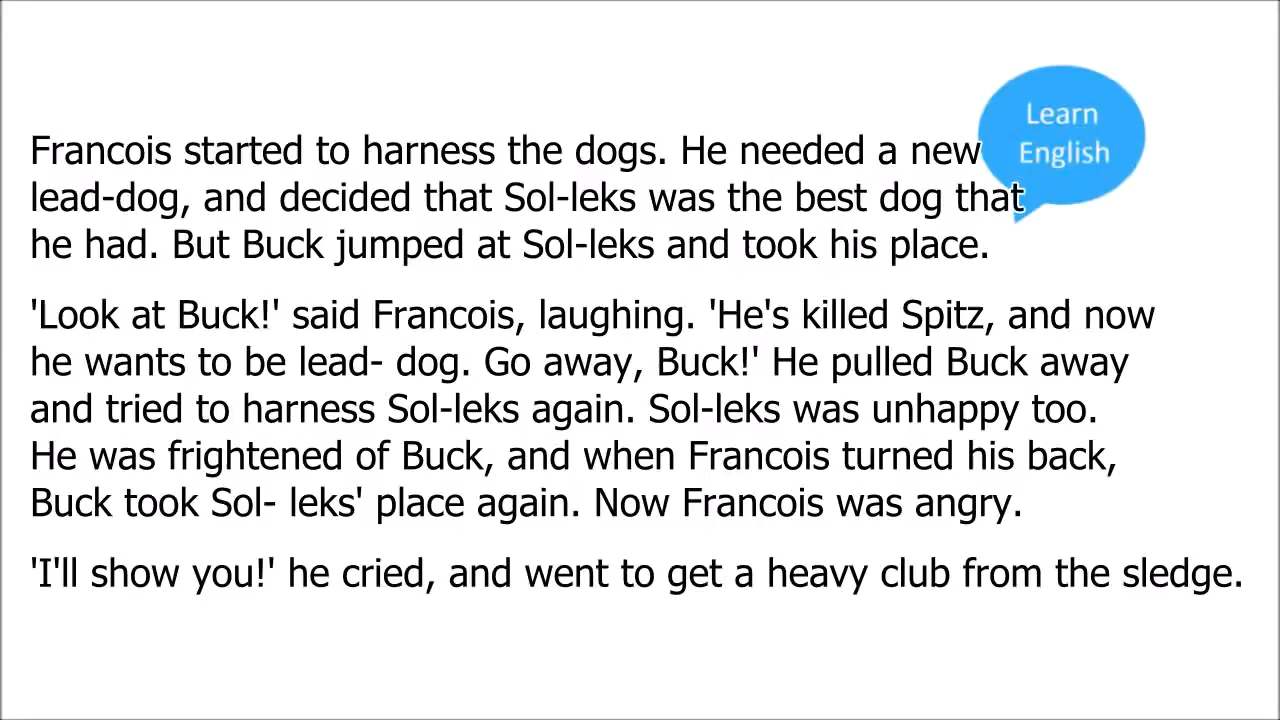 Learn
English
Francois started to harness the dogs. He needed a new
lead-dog, and decided that Sol-leks was the best dog that
he had. But Buck jumped at Sol-leks and took his place.
'Look at Buck!' said Francois, laughing. 'He's killed Spitz, and now
he wants to be lead- dog. Go away, Buck!' He pulled Buck away
and tried to harness Sol-leks again. Sol-leks was unhappy too.
He was frightened of Buck, and when Francois turned his back,
Buck took Sol- leks' place again. Now Francois was angry.
'I'll show you!' he cried, and went to get a heavy club from the sledge.